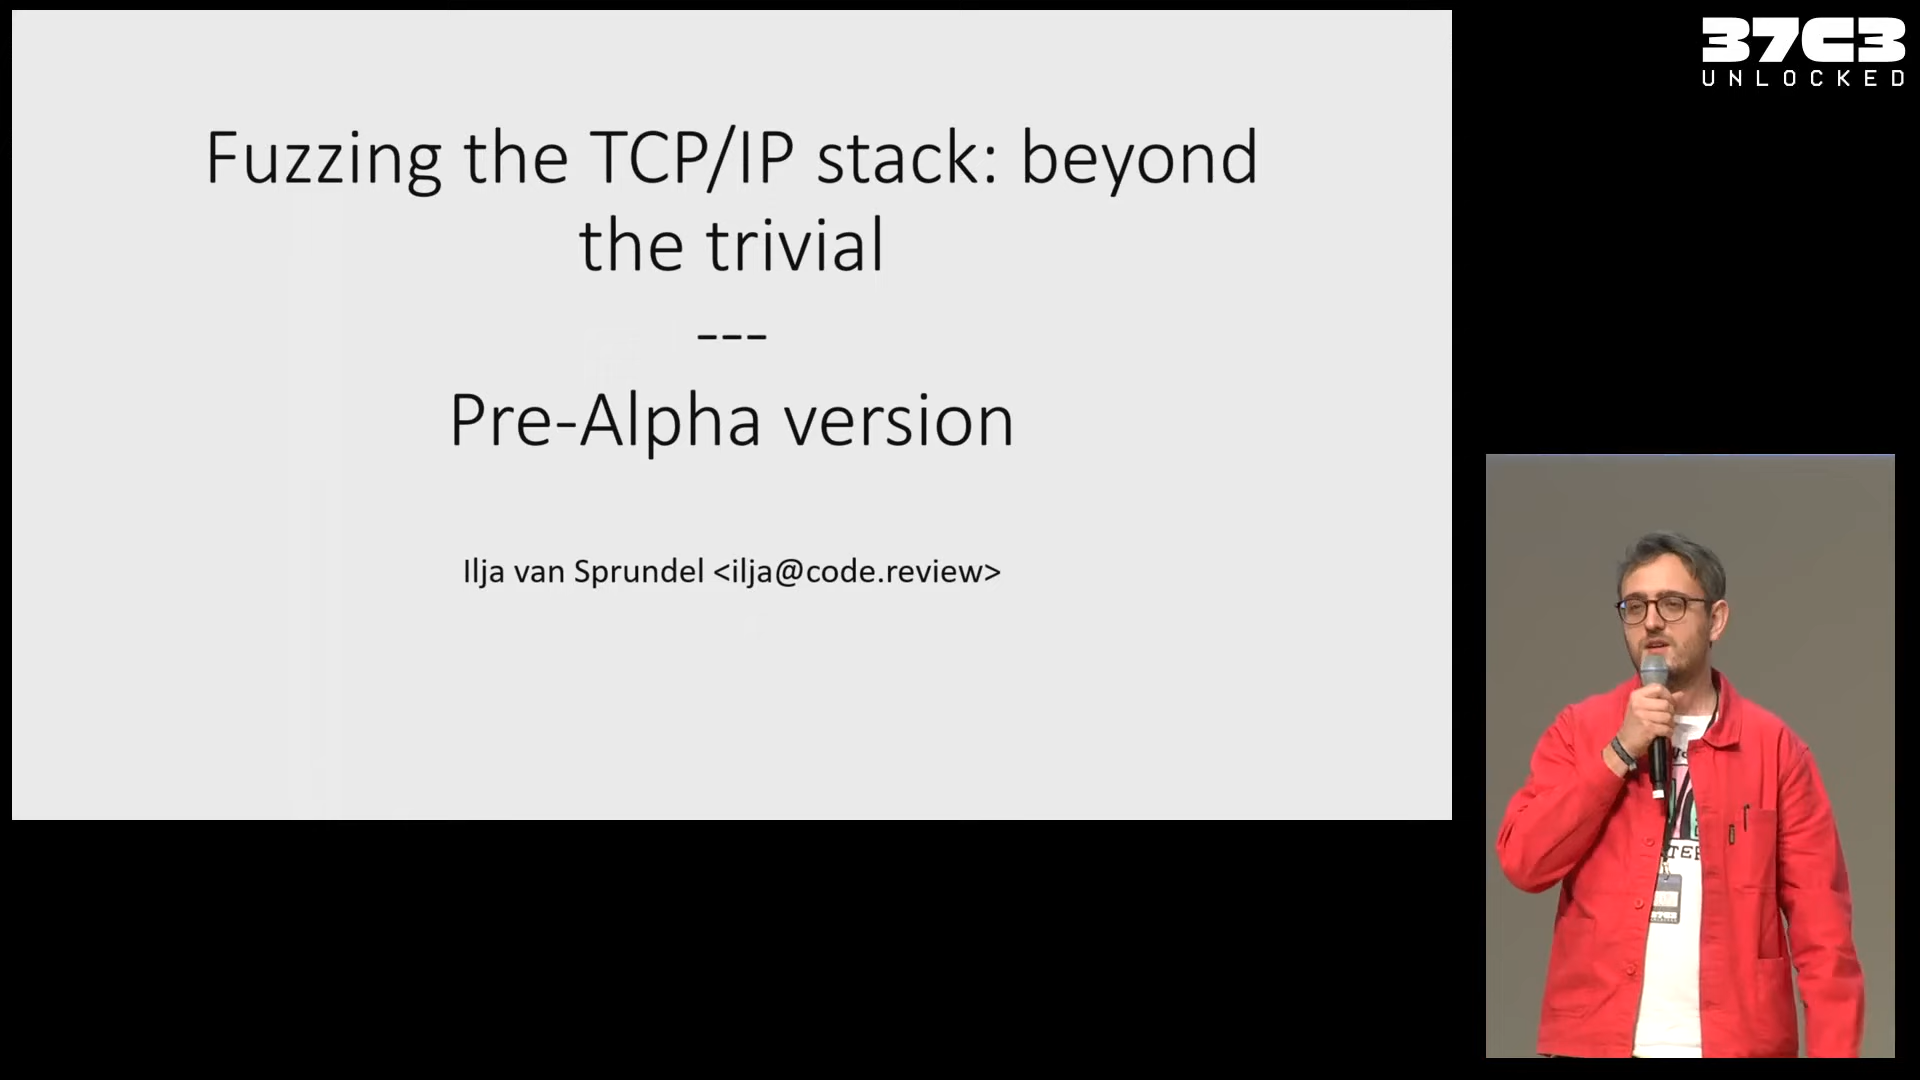 37C3
UNLOCKED
Fuzzing the TCP/IP stack: beyond
the trivial
---
Pre-Alpha version
Ilja van Sprundel <ilja@code.review>